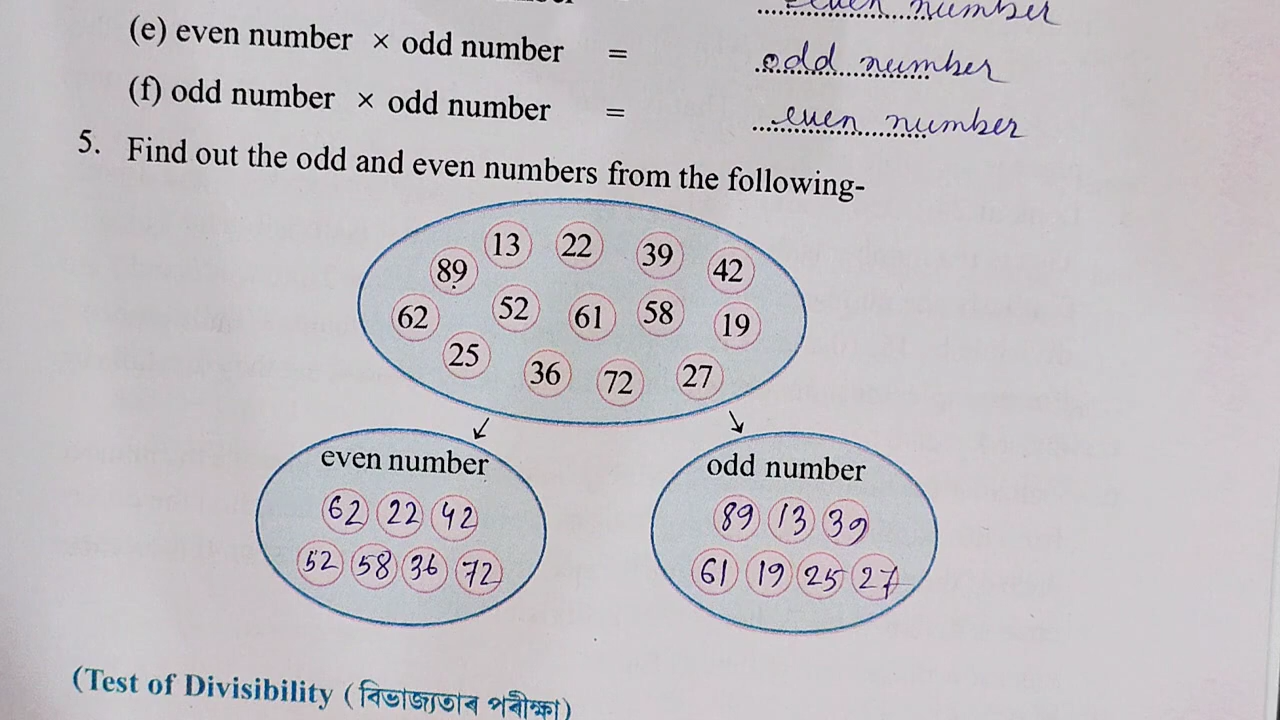 even number
(e) even number × odd number = odd number
(f) odd number × odd number = even number
5. Find out the odd and even numbers from the following-
13 22 39 42
89
62 52 61 58 19
25 36 72 27
even number
62 22 42
52 58 36 72
odd number
89 13 39
61 19 25 27
(Test of Divisibility (বিভাজ্যতাৰ পৰীক্ষা)